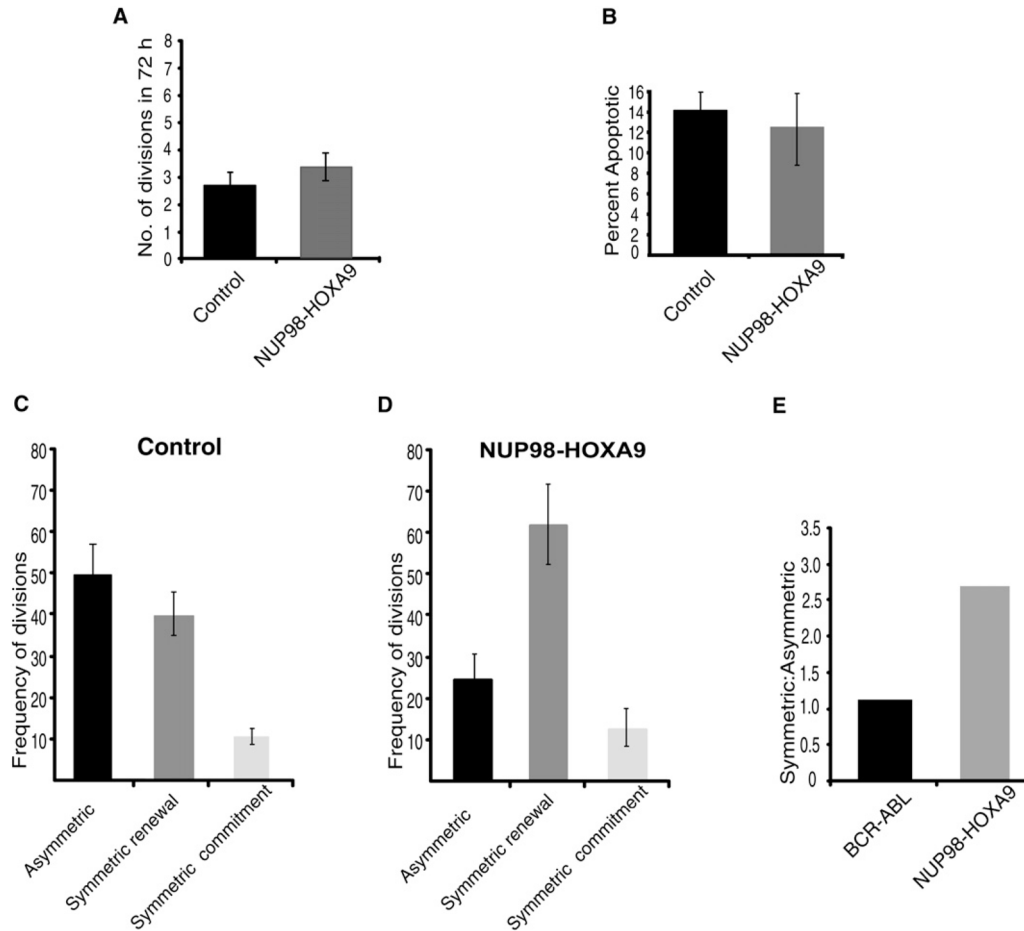 A
No. of divisions in 72 h
8
7
6
5
4
3
2
1
0
Control
NUP98-HOXA9
B
Percent Apoptotic
16
14
12
10
8
6
4
2
0
Control
NUP98-HOXA9
C
Control
Frequency of divisions
80
70
60
50
40
30
20
10
Asymmetric
Symmetric renewal
Symmetric commitment
D
NUP98-HOXA9
Frequency of divisions
80
70
60
50
40
30
20
10
Asymmetric
Symmetric renewal
Symmetric commitment
E
Symmetric:Asymmetric
3.5
3.0
2.5
2.0
1.5
1.0
0.5
0
BCR-ABL
NUP98-HOXA9